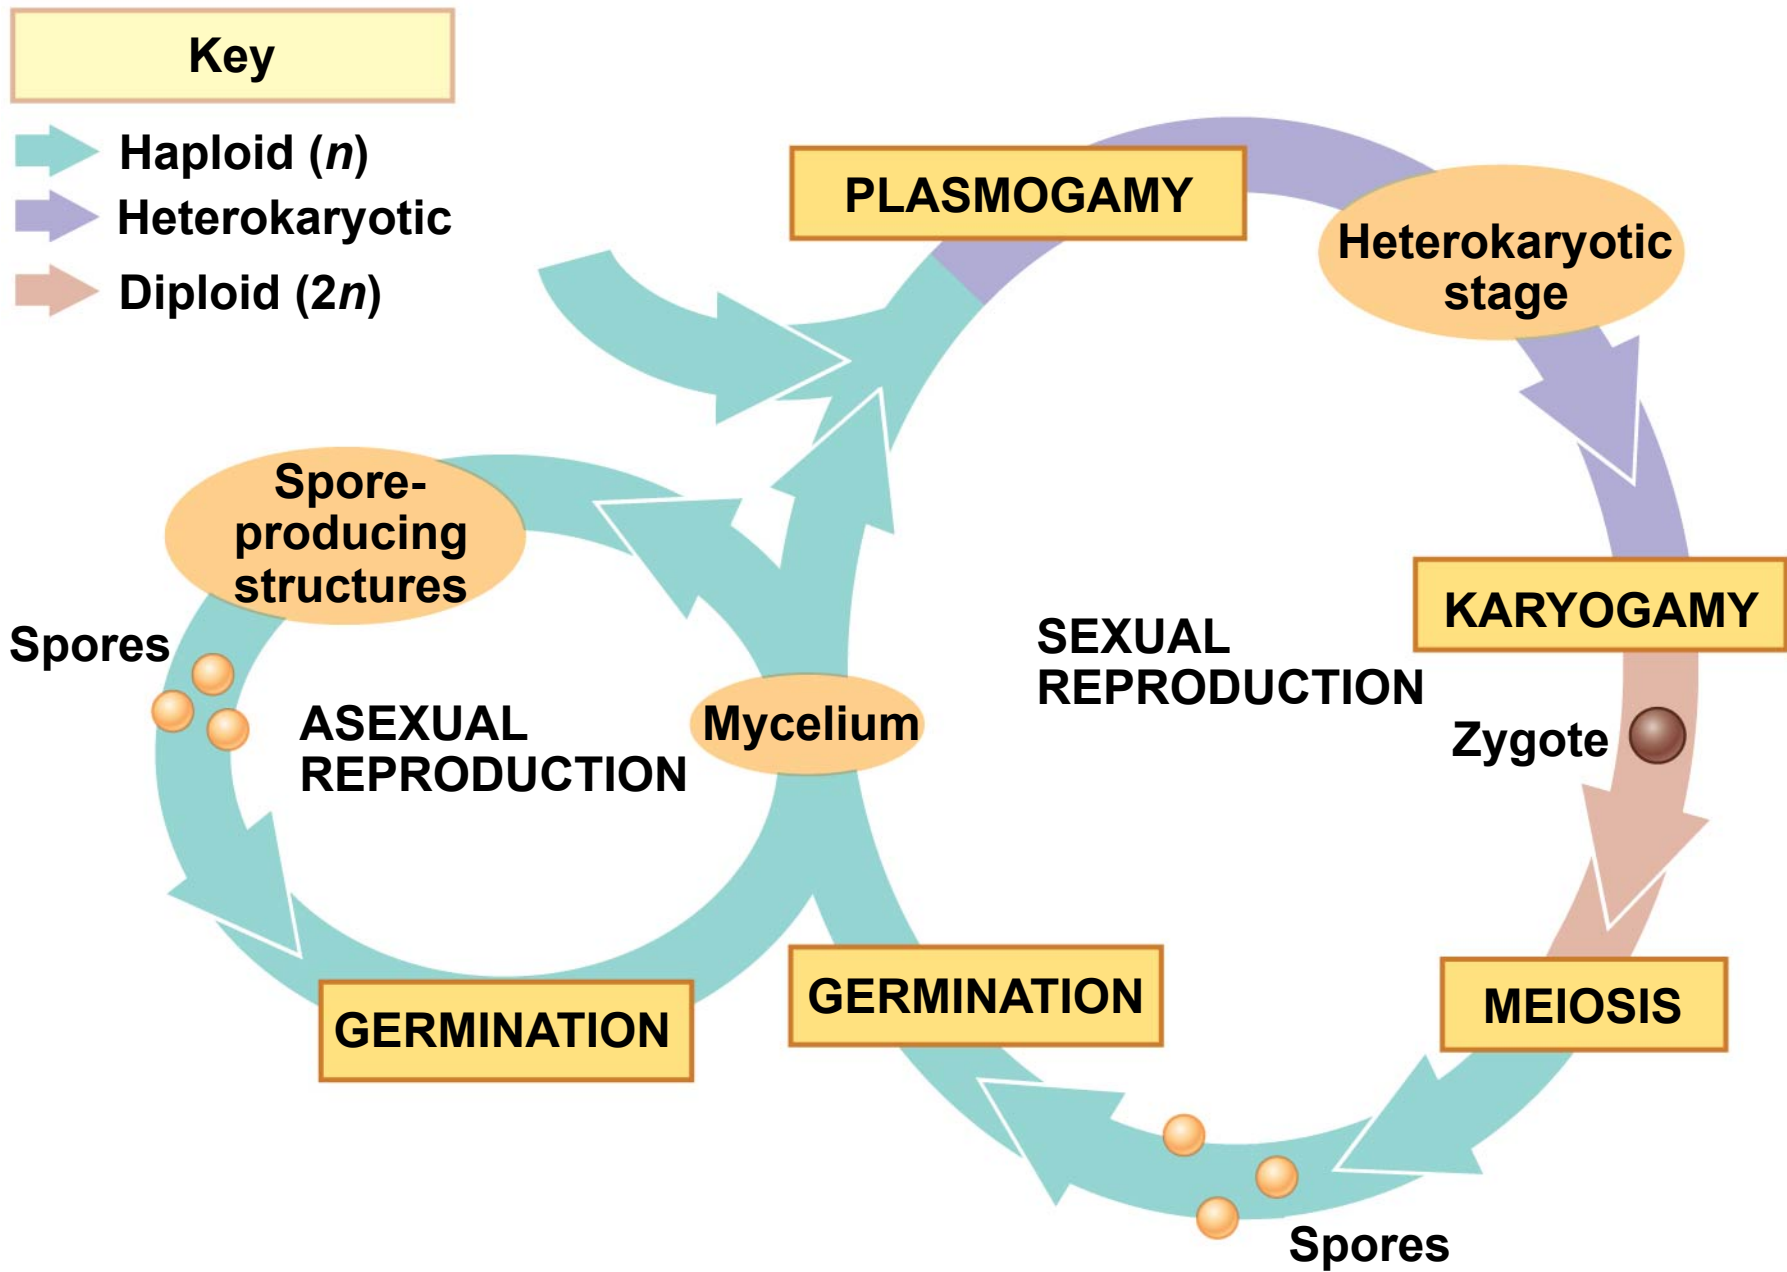 Key
Haploid (n)
Heterokaryotic
Diploid (2n)
PLASMOGAMY
Heterokaryotic
stage
Spore-
producing
structures
Spores
ASEXUAL
REPRODUCTION
Mycelium
SEXUAL
REPRODUCTION
KARYOGAMY
Zygote
GERMINATION
GERMINATION
MEIOSIS
Spores